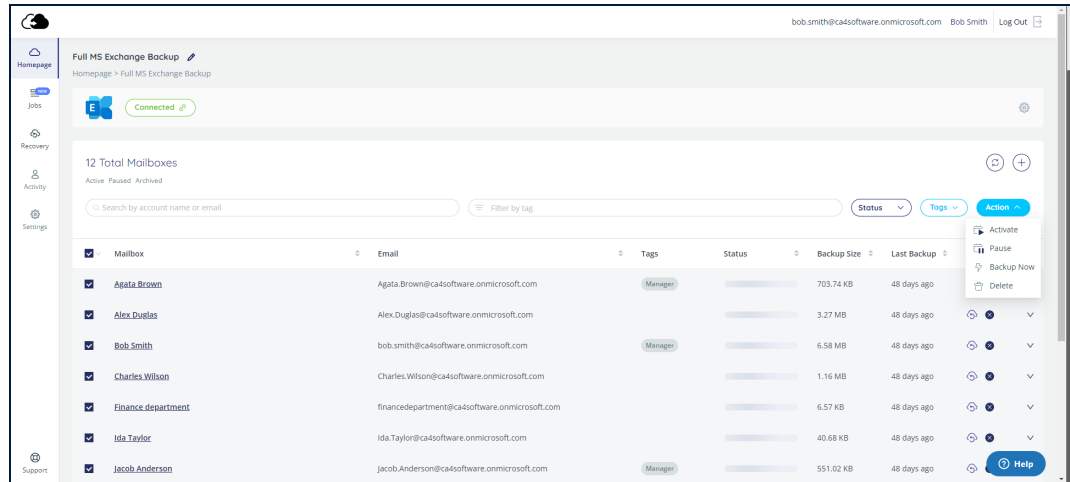 bob.smith@ca4software.onmicrosoft.com Bob Smith Log Out
Homepage
NEW
Jobs
Recovery
Activity
Settings
Support
Full MS Exchange Backup
Homepage > Full MS Exchange Backup
E
Connected
12 Total Mailboxes
Active Paused Archived
Search by account name or email Filter by tag Status Tags Action
Activate
Pause
Backup Now
Delete
Mailbox Email Tags Status Backup Size Last Backup
Agata Brown Agata.Brown@ca4software.onmicrosoft.com Manager 703.74 KB 48 days ago
Alex Duglas Alex.Duglas@ca4software.onmicrosoft.com 3.27 MB 48 days ago
Bob Smith bob.smith@ca4software.onmicrosoft.com Manager 6.58 MB 48 days ago
Charles Wilson Charles.Wilson@ca4software.onmicrosoft.com 1.16 MB 48 days ago
Finance department financedepartment@ca4software.onmicrosoft.com 6.57 KB 48 days ago
Ida Taylor Ida.Taylor@ca4software.onmicrosoft.com 40.68 KB 48 days ago
Jacob Anderson Jacob.Anderson@ca4software.onmicrosoft.com Manager 551.02 KB 48 days ago
? Help